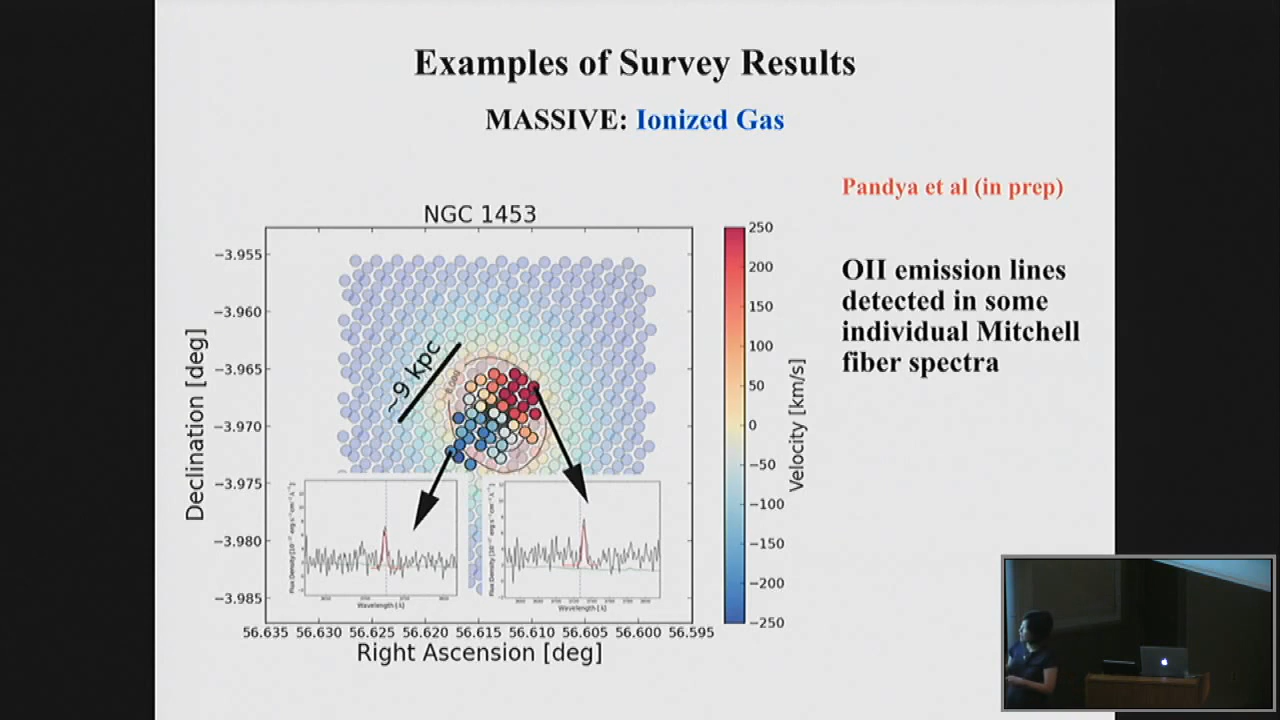 Examples of Survey Results
MASSIVE: Ionized Gas
Pandya et al (in prep)
OII emission lines
detected in some
individual Mitchell
fiber spectra
NGC 1453
−3.955
−3.960
−3.965
−3.970
−3.975
−3.980
−3.985
Declination [deg]
~9 kpc
56.635 56.630 56.625 56.620 56.615 56.610 56.605 56.600 56.595
Right Ascension [deg]
250
200
150
100
50
0
−50
−100
−150
−200
−250
Velocity [km/s]
Wavelength [Å]
Wavelength [Å]